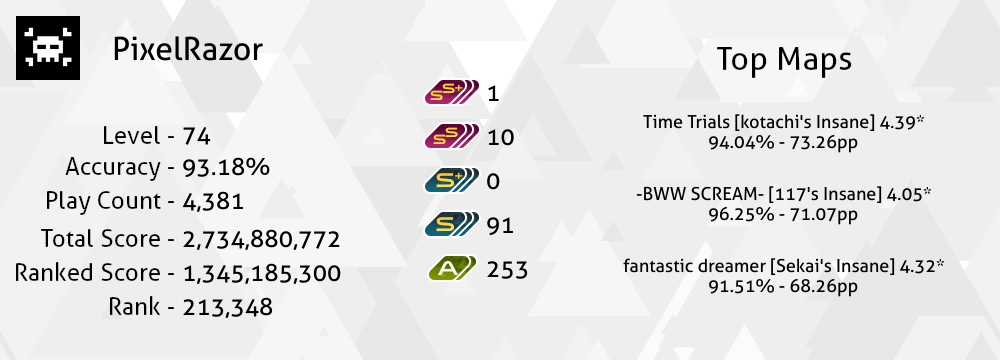 PixelRazor
Level - 74
Accuracy - 93.18%
Play Count - 4,381
Total Score - 2,734,880,772
Ranked Score - 1,345,185,300
Rank - 213,348
SS+ 1
SS 10
S+ 0
S 91
A 253
Top Maps
Time Trials [kotachi's Insane] 4.39*
94.04% - 73.26pp
-BWW SCREAM- [117's Insane] 4.05*
96.25% - 71.07pp
fantastic dreamer [Sekai's Insane] 4.32*
91.51% - 68.26pp